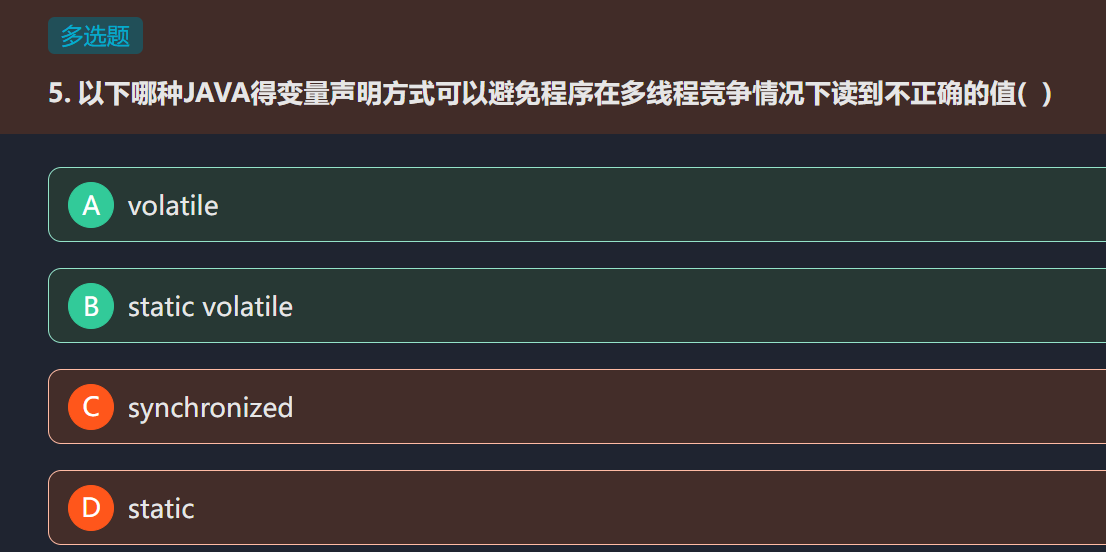 多选题
5. 以下哪种JAVA得变量声明方式可以避免程序在多线程竞争情况下读到不正确的值(  )
A volatile
B static volatile
C synchronized
D static